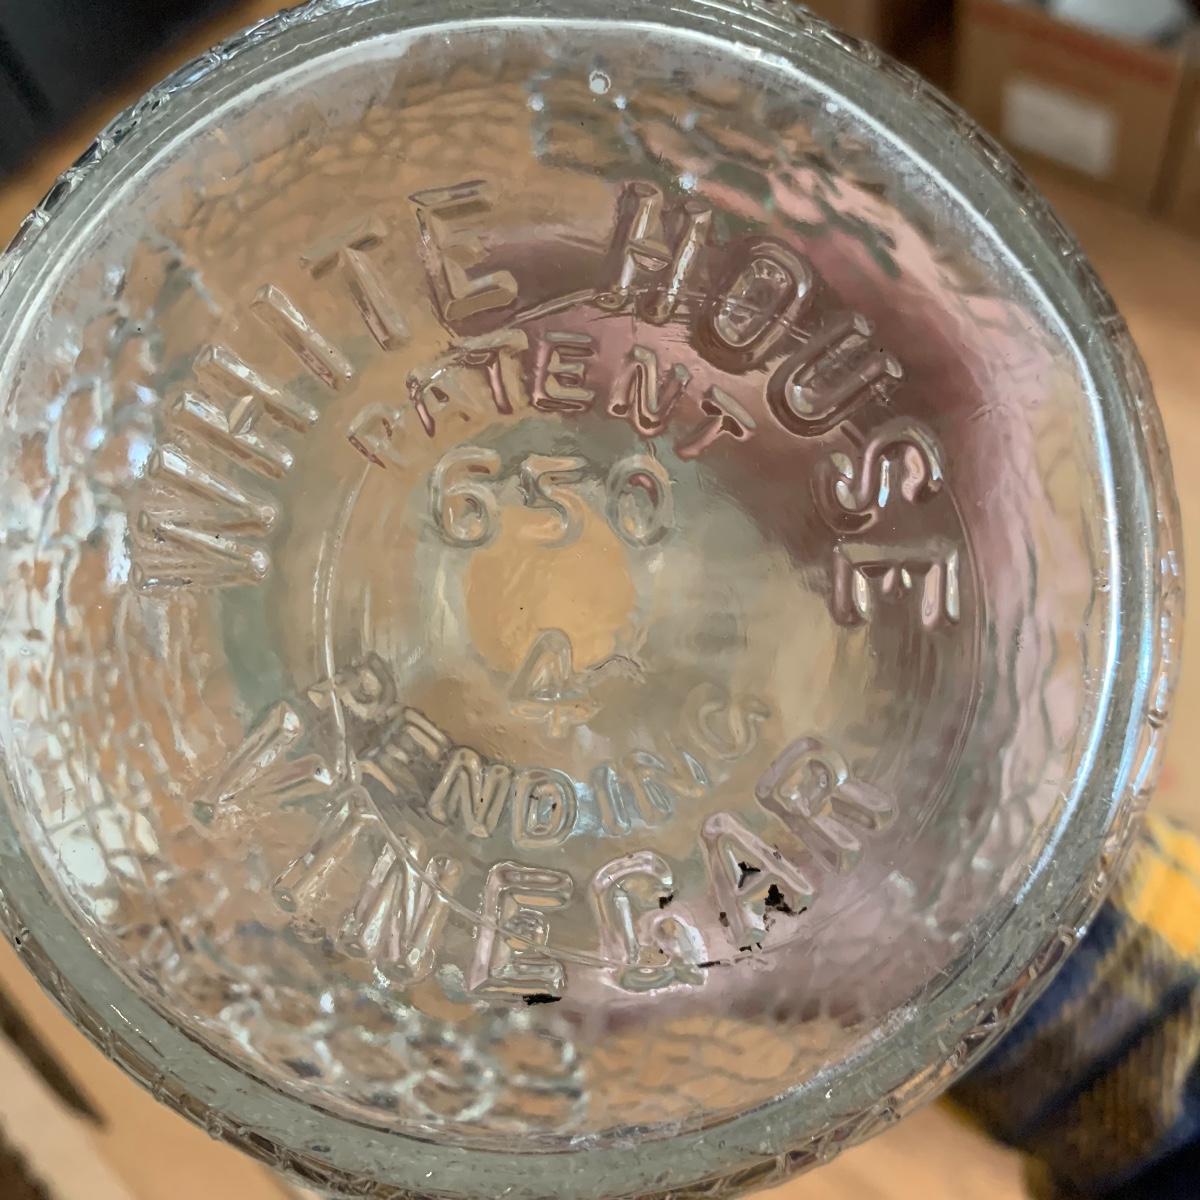 WHITE HOUSE
PATENT
650
4
PENDING
VINEGAR